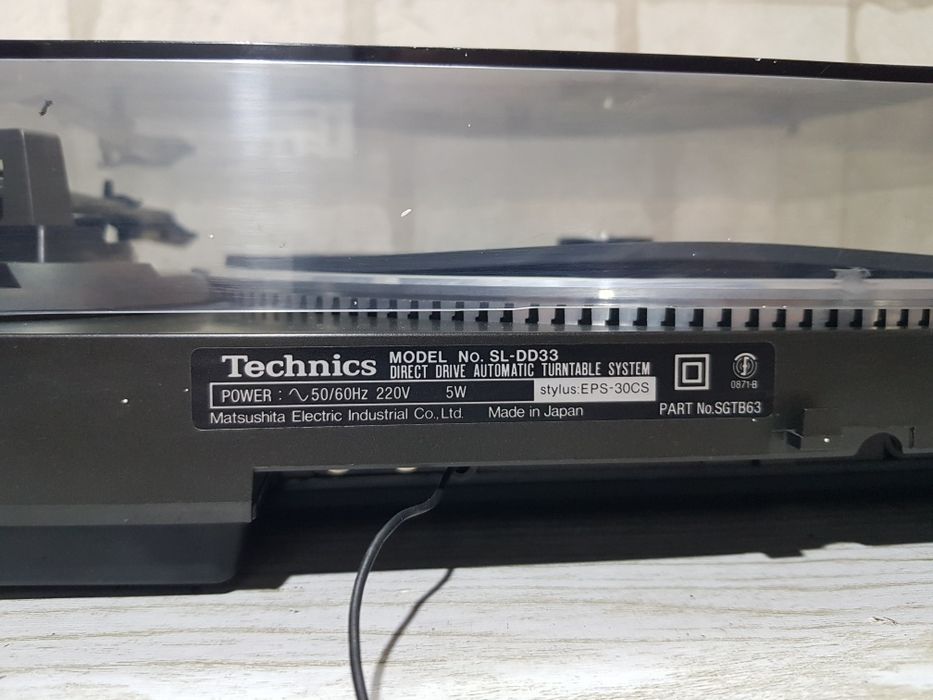 Technics MODEL No. SL-DD33
DIRECT DRIVE AUTOMATIC TURNTABLE SYSTEM
POWER : ∿50/60Hz 220V 5W stylus:EPS-30CS
0871-B
Matsushita Electric Industrial Co., Ltd. Made in Japan PART No.SGTB63